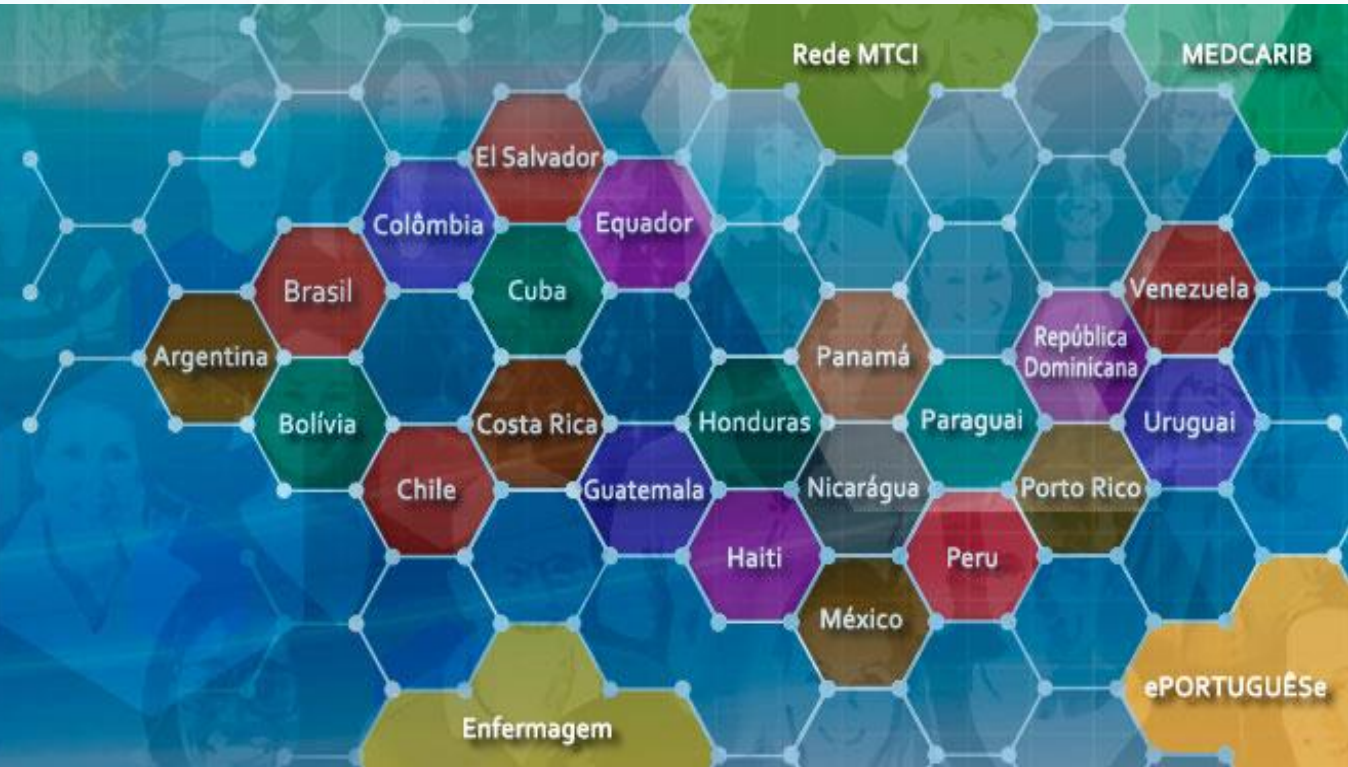 Rede MTCI
MEDCARIB
El Salvador
Colômbia
Equador
Brasil
Cuba
Venezuela
Argentina
Panamá
República
Dominicana
Bolívia
Costa Rica
Honduras
Paraguai
Uruguai
Chile
Guatemala
Nicarágua
Porto Rico
Haiti
Peru
México
ePORTUGUÊSe
Enfermagem